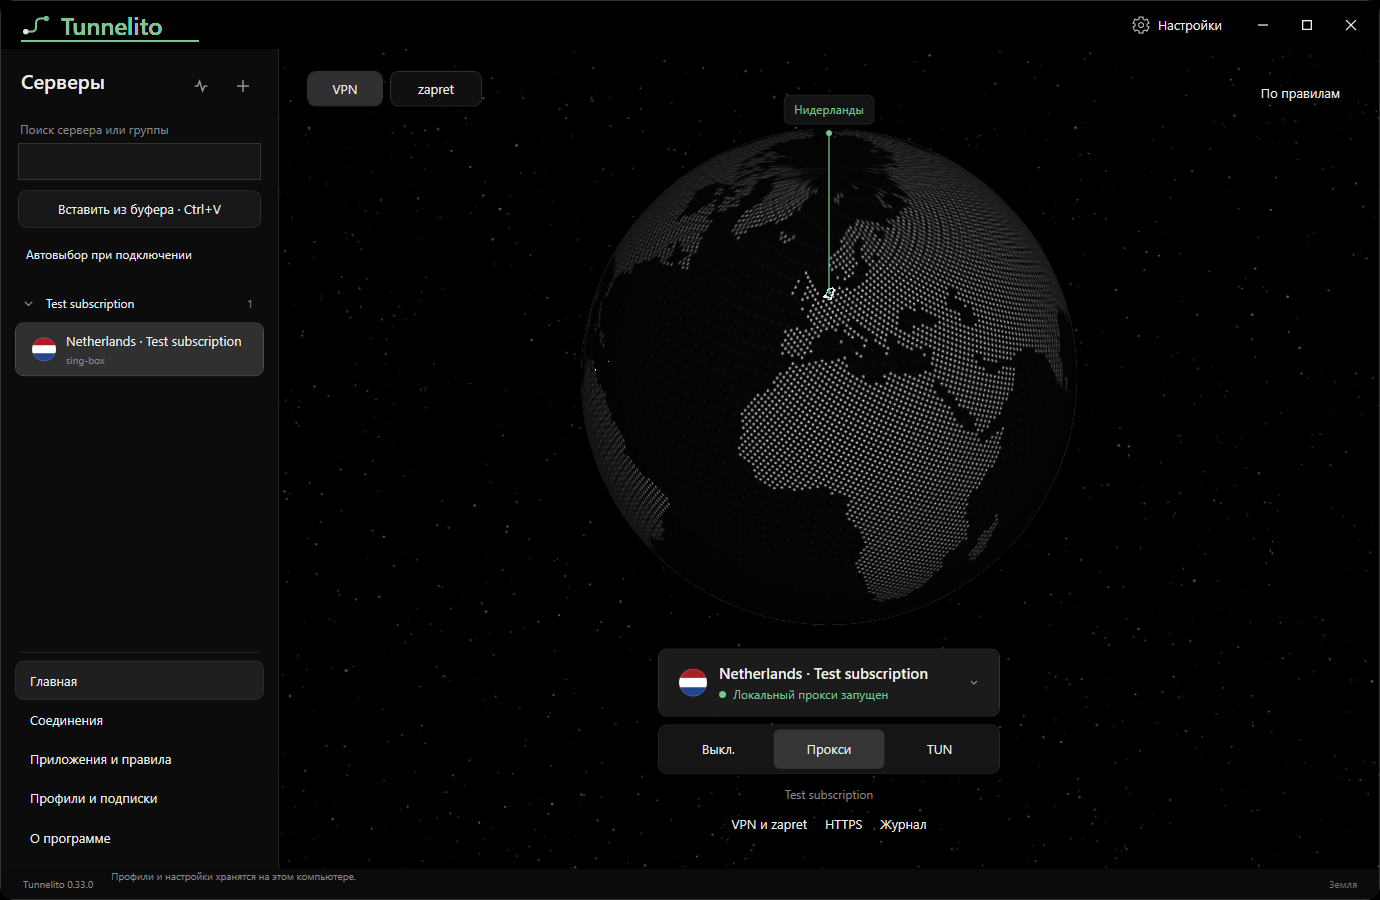 Tunnelito
Настройки
Серверы
VPN
zapret
По правилам
Нидерланды
Поиск сервера или группы
Вставить из буфера · Ctrl+V
Автовыбор при подключении
Test subscription 1
Netherlands · Test subscription
sing-box
Главная
Соединения
Приложения и правила
Профили и подписки
О программе
Netherlands · Test subscription
Локальный прокси запущен
Выкл. Прокси TUN
Test subscription
VPN и zapret HTTPS Журнал
Tunnelito 0.33.0
Профили и настройки хранятся на этом компьютере.
Земля